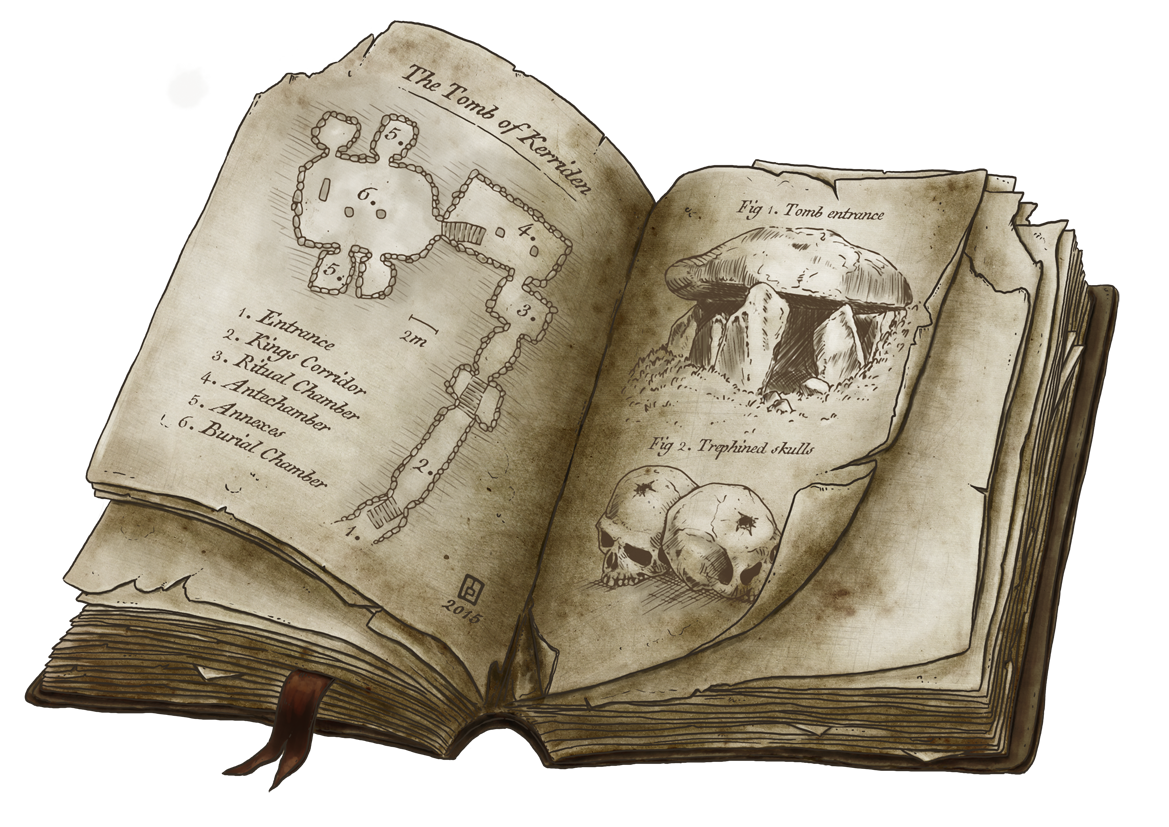 The Tomb of Kerriden
5.
6.
4.
5.
3.
2m
2.
1.
1. Entrance
2. Kings Corridor
3. Ritual Chamber
4. Antechamber
5. Annexes
6. Burial Chamber
2015
Fig 1. Tomb entrance
Fig 2. Trephined skulls